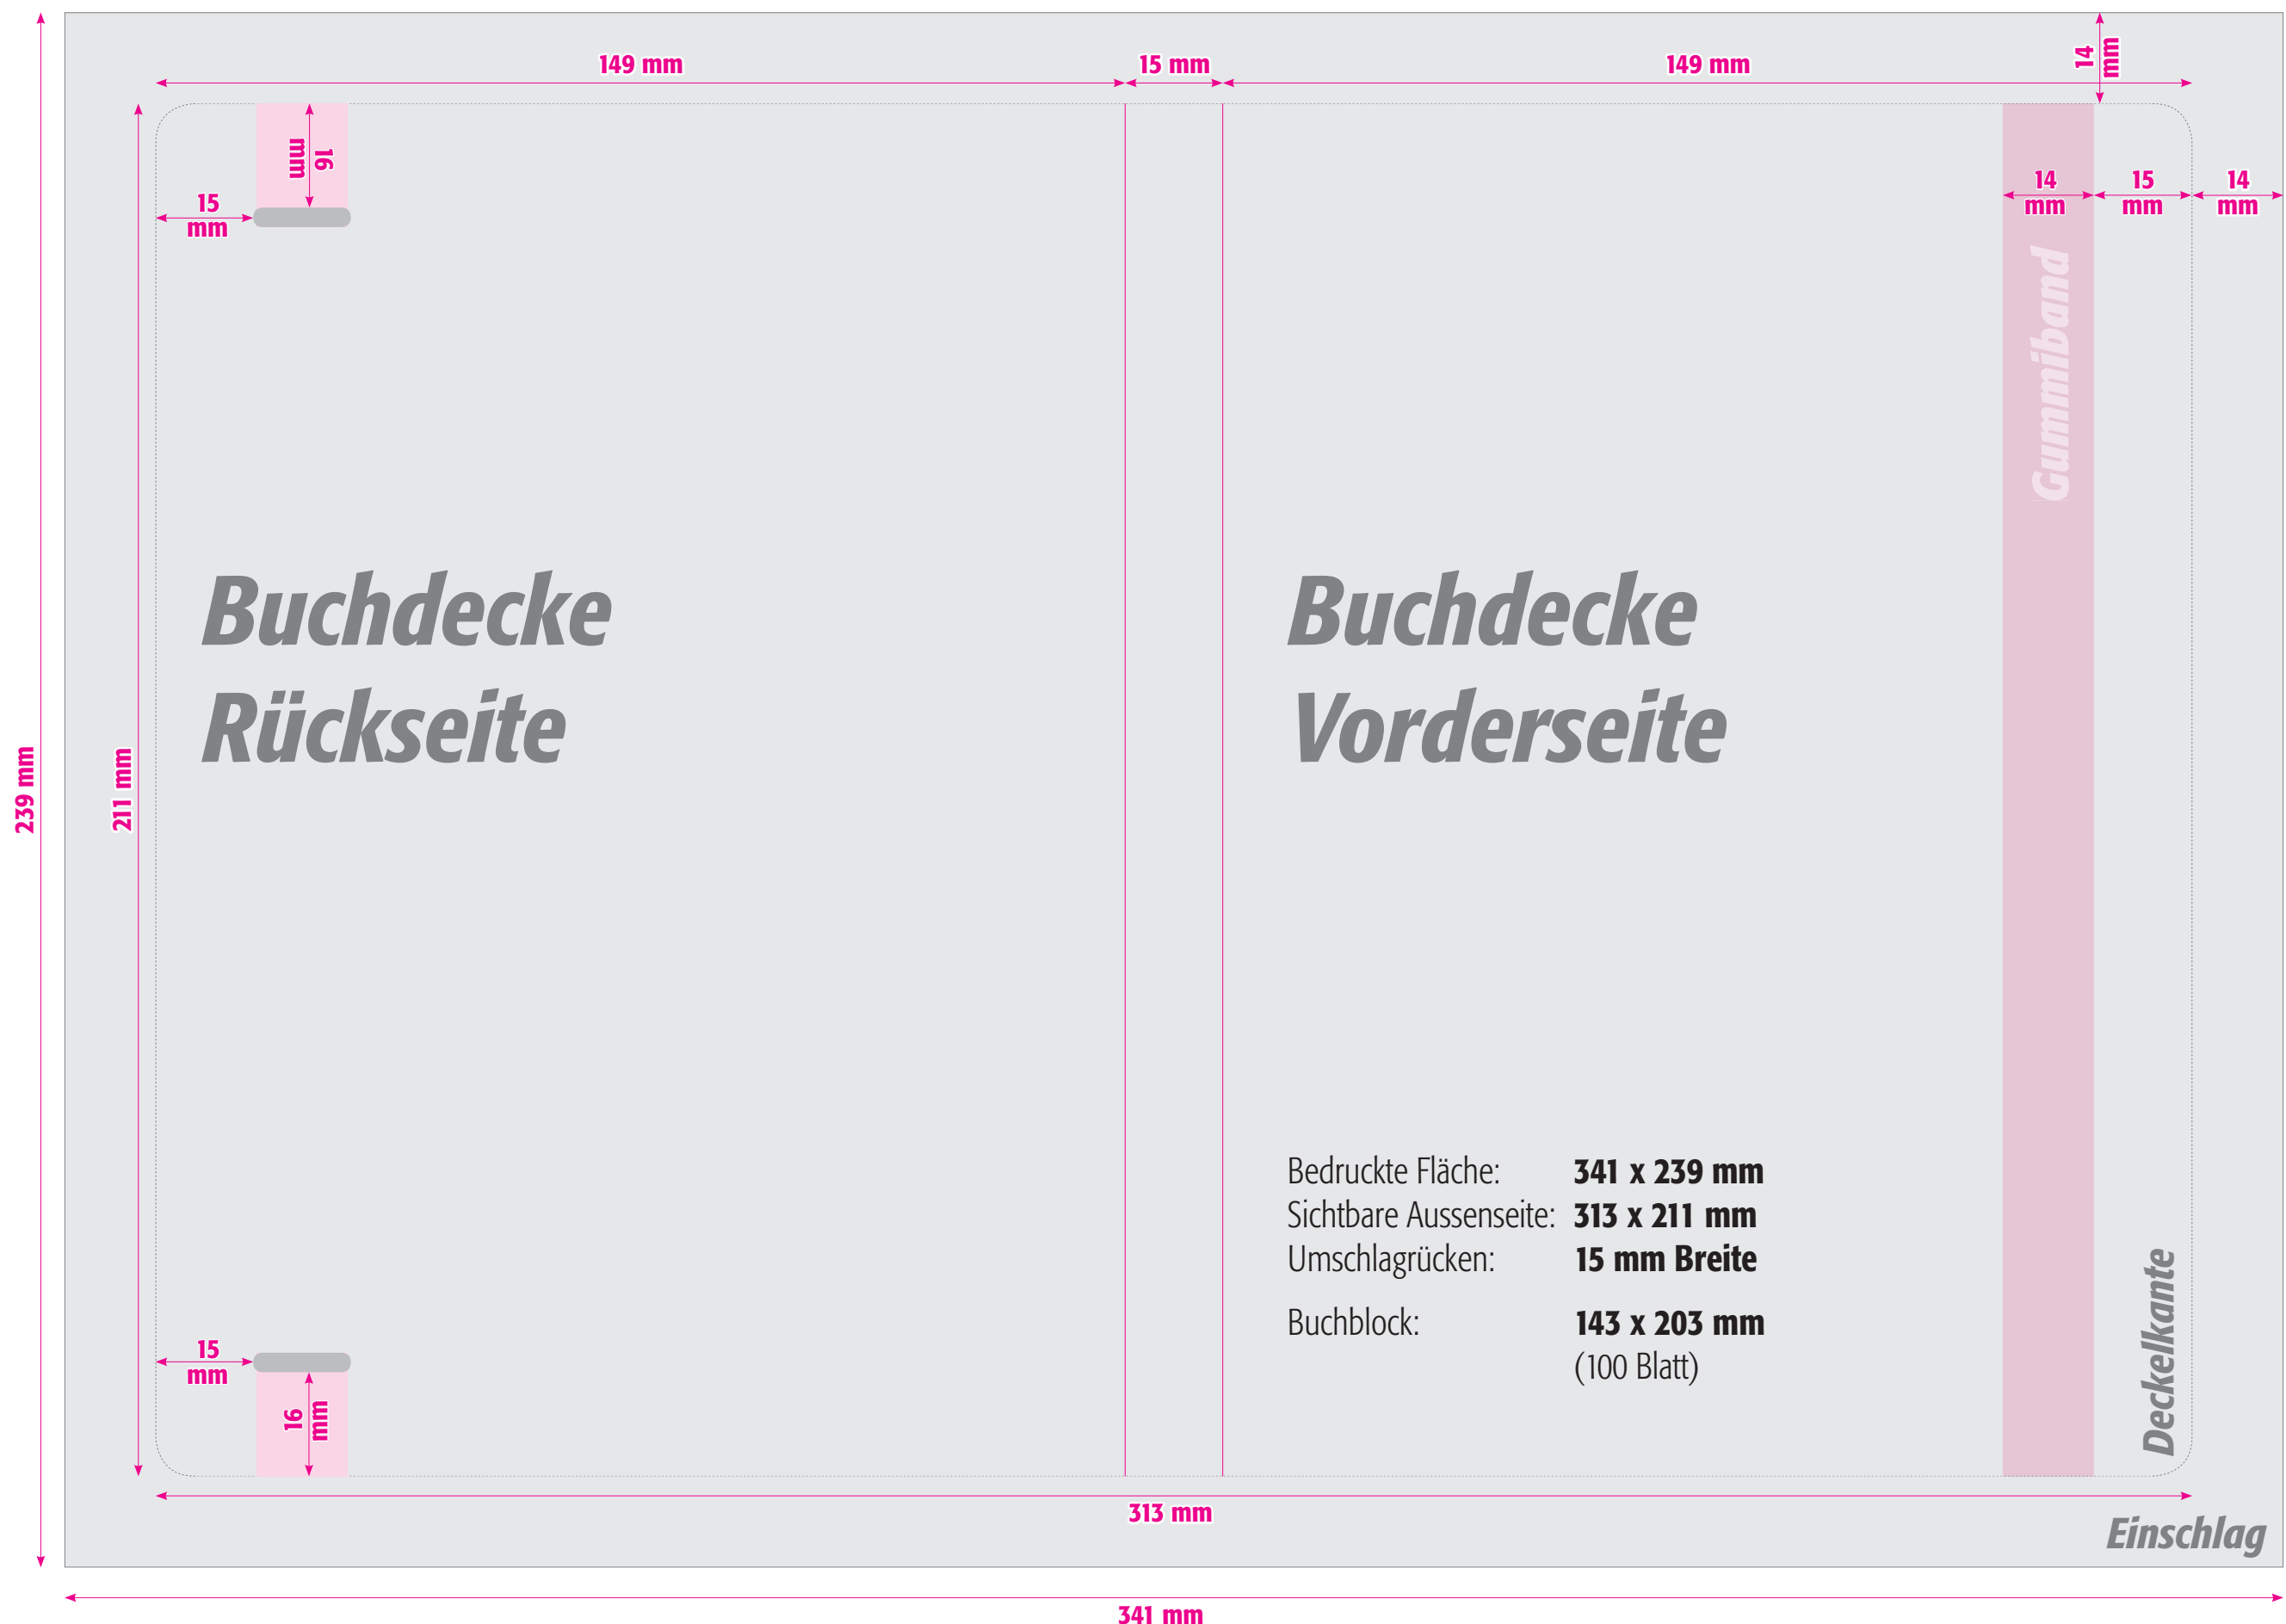 149 mm
15 mm
149 mm
14
mm
16
mm
15
mm
14
mm
15
mm
14
mm
Gummiband
Buchdecke
Rückseite
Buchdecke
Vorderseite
239 mm
211 mm
Bedruckte Fläche: 341 x 239 mm
Sichtbare Aussenseite: 313 x 211 mm
Umschlagrücken: 15 mm Breite
Buchblock: 143 x 203 mm
(100 Blatt)
Deckelkante
15
mm
16
mm
313 mm
Einschlag
341 mm